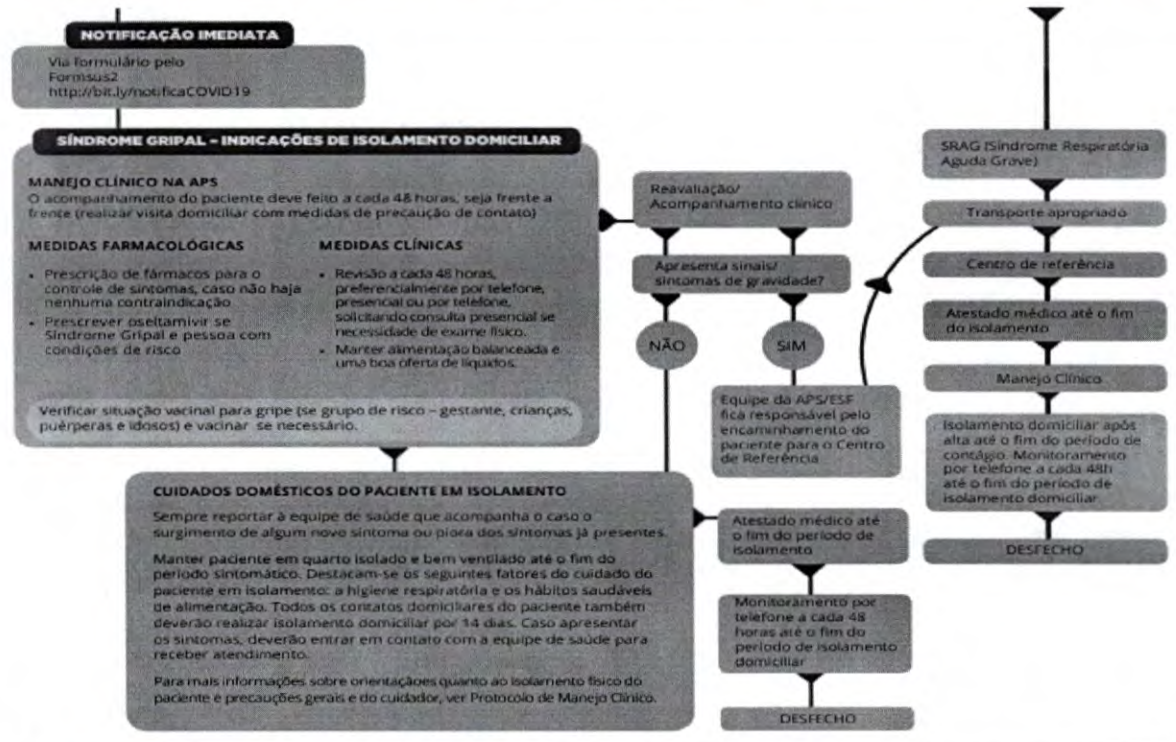 NOTIFICAÇÃO IMEDIATA
Via formulário pelo
Formsus2
http://bit.ly/notificaCOVID19
SÍNDROME GRIPAL – INDICAÇÕES DE ISOLAMENTO DOMICILIAR
MANEJO CLÍNICO NA APS
O acompanhamento do paciente deve feito a cada 48 horas, seja frente a
frente (realizar visita domiciliar com medidas de precaução de contato)
MEDIDAS FARMACOLÓGICAS
• Prescrição de fármacos para o
controle de sintomas, caso não haja
nenhuma contraindicação
• Prescrever oseltamivir se
Síndrome Gripal e pessoa com
condições de risco
MEDIDAS CLÍNICAS
• Revisão a cada 48 horas,
preferencialmente por telefone,
presencial ou por telefone,
solicitando consulta presencial se
necessidade de exame físico.
• Manter alimentação balanceada e
uma boa oferta de líquidos.
Verificar situação vacinal para gripe (se grupo de risco – gestante, crianças,
puérperas e idosos) e vacinar se necessário.
CUIDADOS DOMÉSTICOS DO PACIENTE EM ISOLAMENTO
Sempre reportar à equipe de saúde que acompanha o caso o
surgimento de algum novo sintoma ou piora dos sintomas já presentes.
Manter paciente em quarto isolado e bem ventilado até o fim do
período sintomático. Destacam-se os seguintes fatores do cuidado do
paciente em isolamento: a higiene respiratória e os hábitos saudáveis
de alimentação. Todos os contatos domiciliares do paciente também
deverão realizar isolamento domiciliar por 14 dias. Caso apresentar
os sintomas, deverão entrar em contato com a equipe de saúde para
receber atendimento.
Para mais informações sobre orientações quanto ao isolamento físico do
paciente e precauções gerais e do cuidador, ver Protocolo de Manejo Clínico.
Reavaliação/
Acompanhamento clínico
Apresenta sinais/
sintomas de gravidade?
NÃO
SIM
Equipe da APS/ESF
fica responsável pelo
encaminhamento do
paciente para o Centro
de Referência
Atestado médico até
o fim do período de
isolamento
Monitoramento por
telefone a cada 48
horas até o fim do
período de isolamento
domiciliar
DESFECHO
SRAG (Síndrome Respiratória
Aguda Grave)
Transporte apropriado
Centro de referência
Atestado médico até o fim
do isolamento
Manejo Clínico
Isolamento domiciliar após
alta até o fim do período de
contágio. Monitoramento
por telefone a cada 48h
até o fim do período de
isolamento domiciliar
DESFECHO